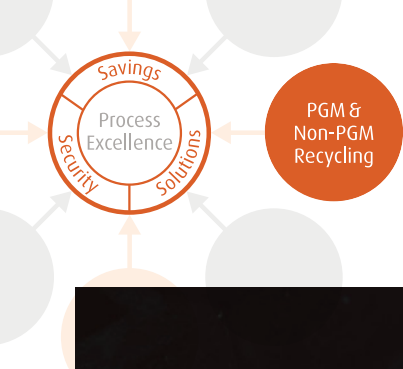 Savings
Process
Excellence
Security
Solutions
PGM &
Non-PGM
Recycling